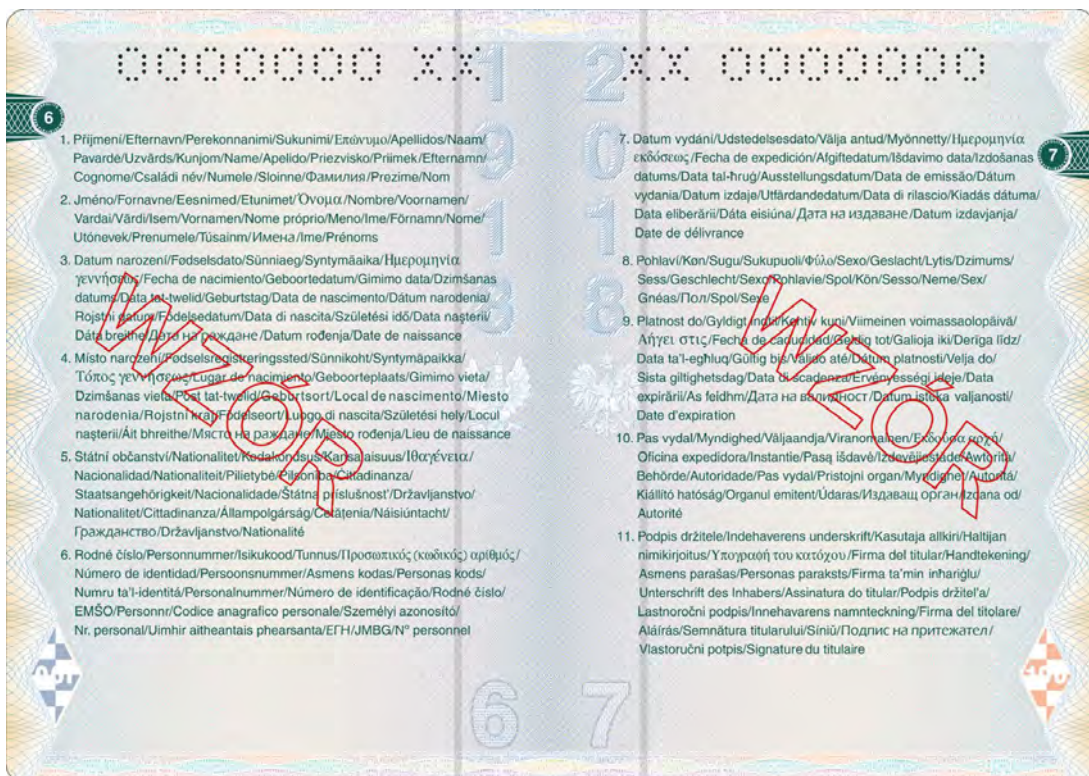 0000000 XX
XX 0000000
1 2
9 0
1 1
3 8
6
1. Příjmení/Efternavn/Perekonnanimi/Sukunimi/Επώνυμο/Apellidos/Naam/
Pavardė/Uzvārds/Kunjom/Name/Apelido/Priezvisko/Priimek/Efternamn/
Cognome/Családi név/Numele/Sloinne/Фамилия/Prezime/Nom
2. Jméno/Fornavne/Eesnimed/Etunimet/Όνομα/Nombre/Voornamen/
Vardai/Vārdi/Isem/Vornamen/Nome próprio/Meno/Ime/Förnamn/Nome/
Utónevek/Prenumele/Túsainm/Имена/Ime/Prénoms
3. Datum narození/Fødselsdato/Sünniaeg/Syntymäaika/Ημερομηνία
γεννήσεως/Fecha de nacimiento/Geboortedatum/Gimimo data/Dzimšanas
datums/Data tat-twelid/Geburtstag/Data de nascimento/Dátum narodenia/
Rojstni datum/Födelsedatum/Data di nascita/Születési idő/Data nașterii/
Dáta breithe/Дата на раждане/Datum rođenja/Date de naissance
4. Místo narození/Fødselsregistreringssted/Sünnikoht/Syntymäpaikka/
Τόπος γεννήσεως/Lugar de nacimiento/Geboorteplaats/Gimimo vieta/
Dzimšanas vieta/Post tat-twelid/Geburtsort/Local de nascimento/Miesto
narodenia/Rojstni kraj/Födelseort/Luogo di nascita/Születési hely/Locul
nașterii/Áit bhreithe/Място на раждане/Mjesto rođenja/Lieu de naissance
5. Státní občanství/Nationalitet/Kodakondsus/Kansalaisuus/Ιθαγένεια/
Nacionalidad/Nationaliteit/Pilietybė/Pilsonība/Ċittadinanza/
Staatsangehörigkeit/Nacionalidade/Štátna príslušnosť/Državljanstvo/
Nationalitet/Cittadinanza/Állampolgárság/Cetățenia/Náisiúntacht/
Гражданство/Državljanstvo/Nationalité
6. Rodné číslo/Personnummer/Isikukood/Tunnus/Προσωπικός (κωδικός) αριθμός/
Número de identidad/Persoonsnummer/Asmens kodas/Personas kods/
Numru ta'l-identità/Personalnummer/Número de identificação/Rodné číslo/
EMŠO/Personnr/Codice anagrafico personale/Személyi azonosító/
Nr. personal/Uimhir aitheantais phearsanta/ЕГН/JMBG/Nº personnel
WZÓR
6
7
7. Datum vydání/Udstedelsesdato/Välja antud/Myönnetty/Ημερομηνία
εκδόσεως/Fecha de expedición/Afgiftedatum/Išdavimo data/Izdošanas
datums/Data tal-ħruġ/Ausstellungsdatum/Data de emissão/Dátum
vydania/Datum izdaje/Utfärdandedatum/Data di rilascio/Kiadás dátuma/
Data eliberării/Dáta eisiúna/Дата на издаване/Datum izdavjanja/
Date de délivrance
8. Pohlaví/Køn/Sugu/Sukupuoli/Φύλο/Sexo/Geslacht/Lytis/Dzimums/
Sess/Geschlecht/Sexo/Pohlavie/Spol/Kön/Sesso/Neme/Sex/
Gnéas/Пол/Spol/Sexe
9. Platnost do/Gyldigt indtil/Kehtiv kuni/Viimeinen voimassaolopäivä/
Λήγει στις/Fecha de caducidad/Geldig tot/Galioja iki/Derīga līdz/
Data ta'l-egħluq/Gültig bis/Válido até/Dátum platnosti/Velja do/
Sista giltighetsdag/Data di scadenza/Érvényességi ideje/Data
expirării/As feidhm/Дата на валидност/Datum isteka valjanosti/
Date d'expiration
10. Pas vydal/Myndighed/Väljaandja/Viranomainen/Εκδούσα αρχή/
Oficina expedidora/Instantie/Pasą išdavė/Izdevējiestāde/Awtorità/
Behörde/Autoridade/Pas vydal/Pristojni organ/Myndighet/Autorità/
Kiállító hatóság/Organul emitent/Údaras/Издаващ орган/Izdana od/
Autorité
11. Podpis držitele/Indehaverens underskrift/Kasutaja allkiri/Haltijan
nimikirjoitus/Υπογραφή του κατόχου/Firma del titular/Handtekening/
Asmens parašas/Personas paraksts/Firma ta'min inħariġlu/
Unterschrift des Inhabers/Assinatura do titular/Podpis držiteľa/
Lastnoročni podpis/Innehavarens namnteckning/Firma del titolare/
Aláírás/Semnătura titularului/Síniú/Подпис на притежател/
Vlastoručni potpis/Signature du titulaire
WZÓR
7